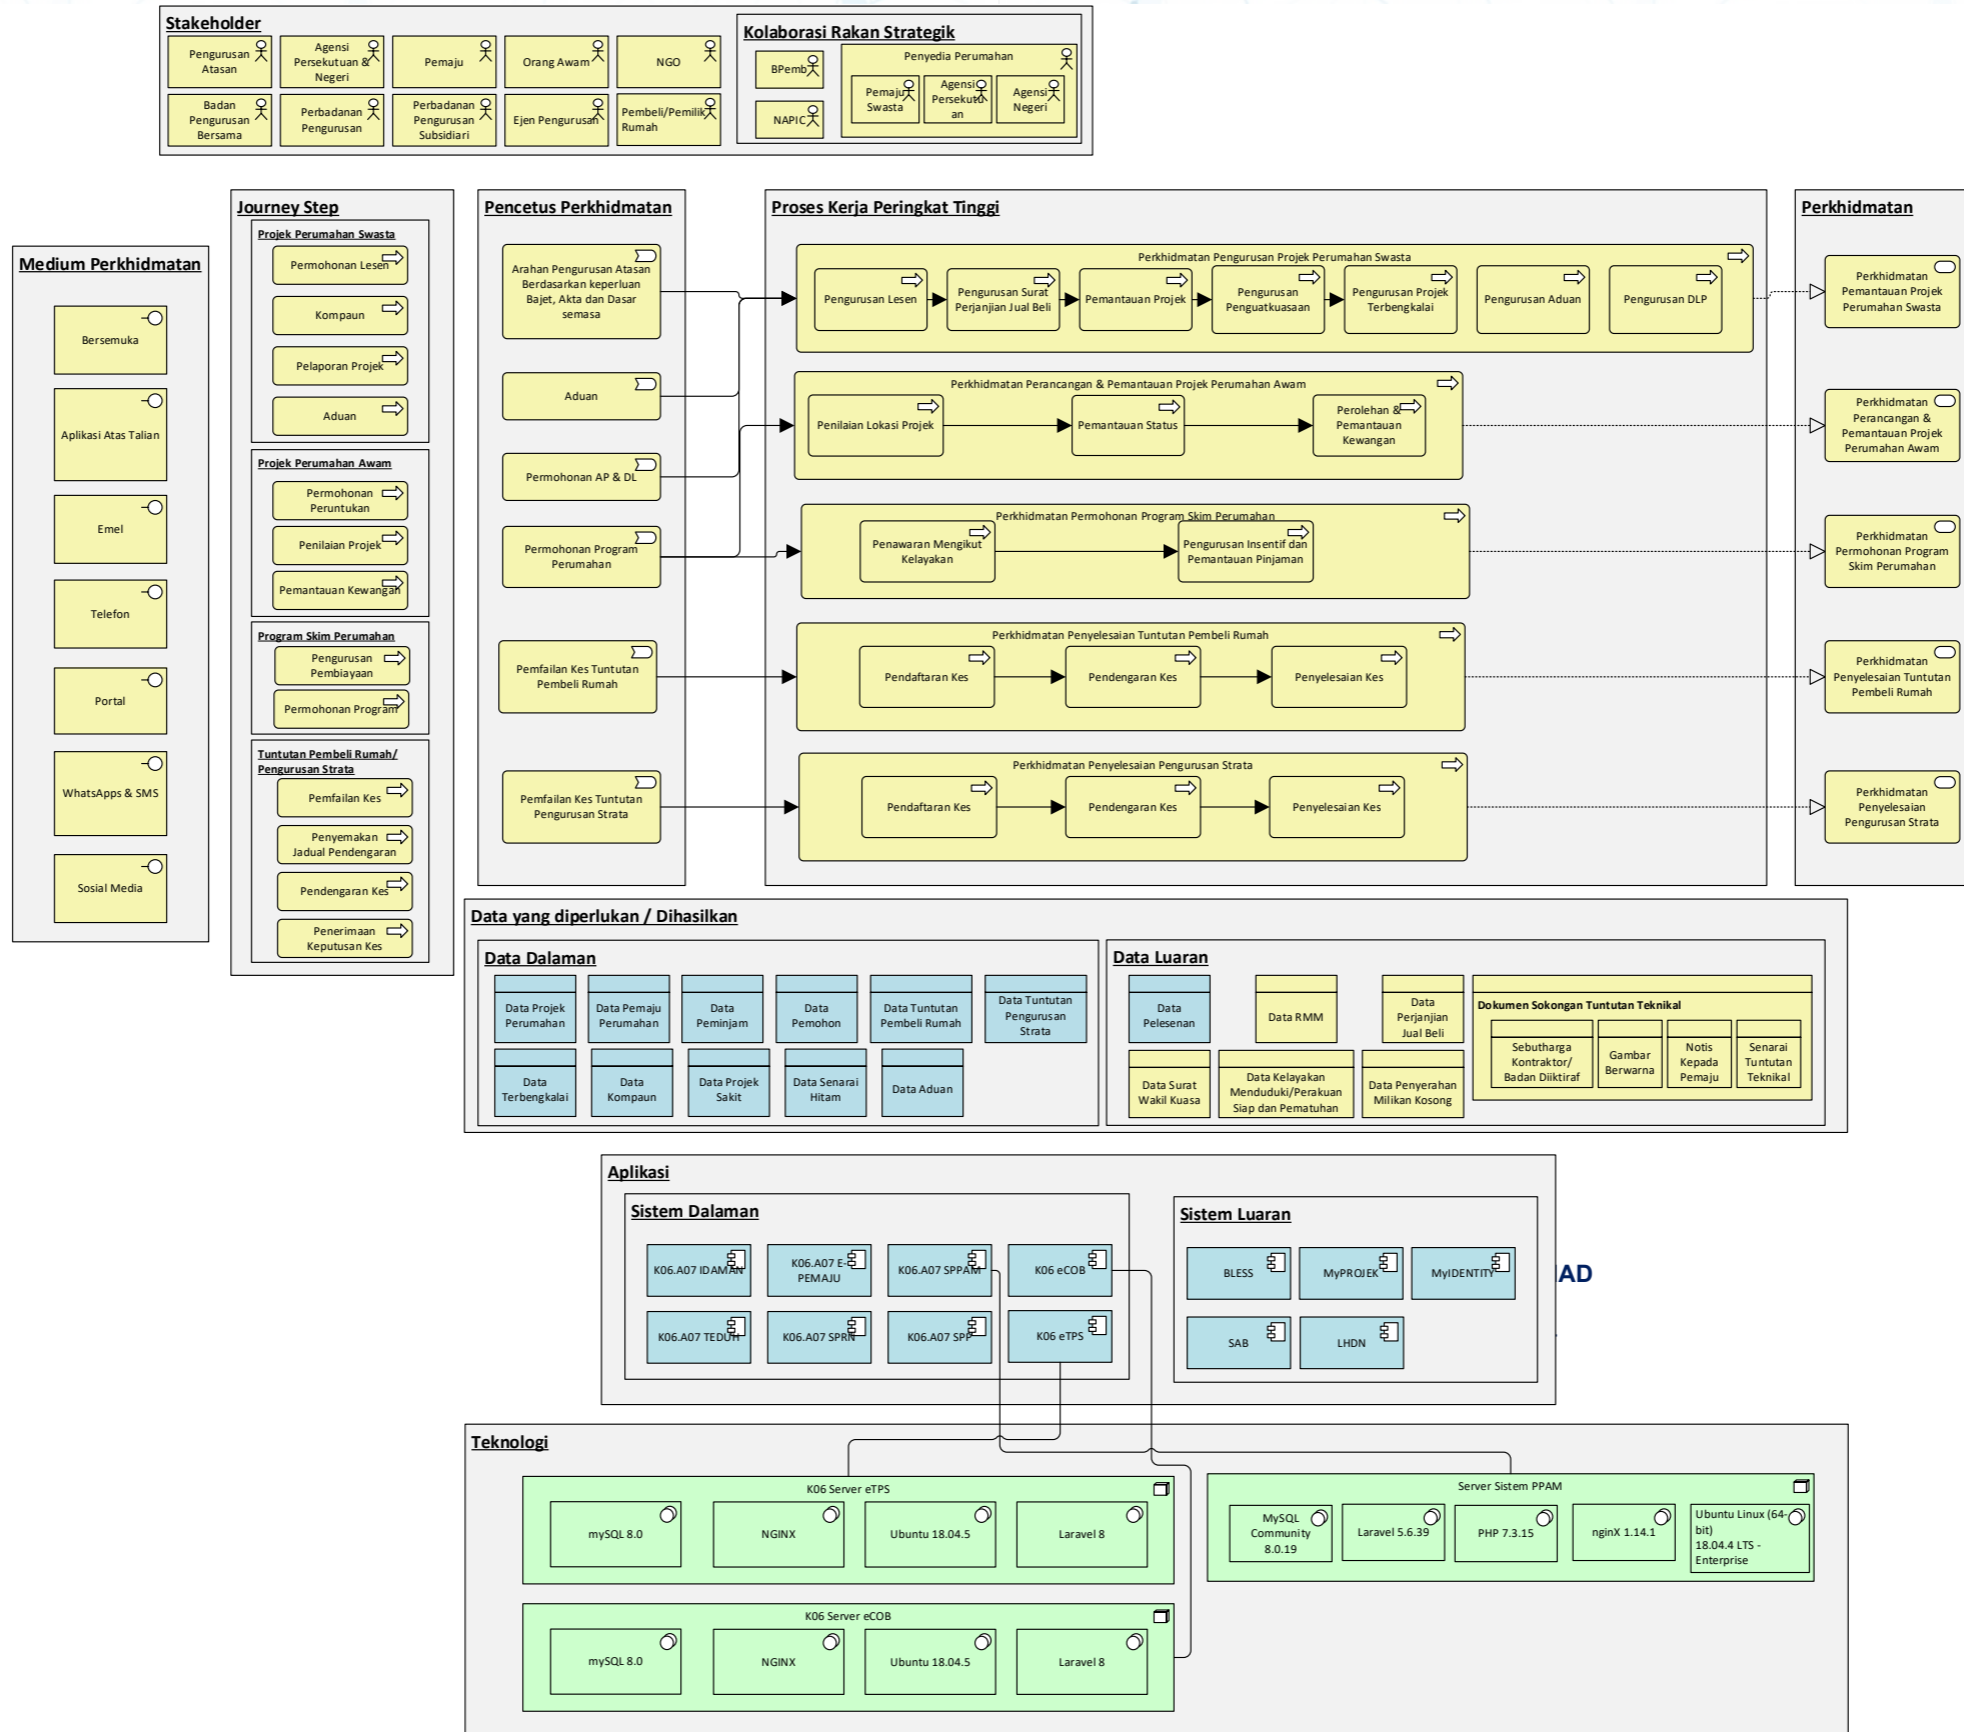 Stakeholder
Pengurusan
Atasan
Agensi
Persekutuan &
Negeri
Pemaju
Orang Awam
NGO
Badan
Pengurusan
Bersama
Perbadanan
Pengurusan
Perbadanan
Pengurusan
Subsidiari
Ejen Pengurusan
Pembeli/Pemilik
Rumah
Kolaborasi Rakan Strategik
BPemb
NAPIC
Penyedia Perumahan
Pemaju
Swasta
Agensi
Persekutu
an
Agensi
Negeri
Medium Perkhidmatan
Bersemuka
Aplikasi Atas Talian
Emel
Telefon
Portal
WhatsApps & SMS
Sosial Media
Journey Step
Projek Perumahan Swasta
Permohonan Lesen
Kompaun
Pelaporan Projek
Aduan
Projek Perumahan Awam
Permohonan
Peruntukan
Penilaian Projek
Pemantauan Kewangan
Program Skim Perumahan
Pengurusan
Pembiayaan
Permohonan Program
Tuntutan Pembeli Rumah/
Pengurusan Strata
Pemfailan Kes
Penyemakan
Jadual Pendengaran
Pendengaran Kes
Penerimaan
Keputusan Kes
Pencetus Perkhidmatan
Arahan Pengurusan Atasan
Berdasarkan keperluan
Bajet, Akta dan Dasar
semasa
Aduan
Permohonan AP & DL
Permohonan Program
Perumahan
Pemfailan Kes Tuntutan
Pembeli Rumah
Pemfailan Kes Tuntutan
Pengurusan Strata
Proses Kerja Peringkat Tinggi
Perkhidmatan Pengurusan Projek Perumahan Swasta
Pengurusan Lesen
Pengurusan Surat
Perjanjian Jual Beli
Pemantauan Projek
Pengurusan
Penguatkuasaan
Pengurusan Projek
Terbengkalai
Pengurusan Aduan
Pengurusan DLP
Perkhidmatan Perancangan & Pemantauan Projek Perumahan Awam
Penilaian Lokasi Projek
Pemantauan Status
Perolehan &
Pemantauan
Kewangan
Perkhidmatan Permohonan Program Skim Perumahan
Penawaran Mengikut
Kelayakan
Pengurusan Insentif dan
Pemantauan Pinjaman
Perkhidmatan Penyelesaian Tuntutan Pembeli Rumah
Pendaftaran Kes
Pendengaran Kes
Penyelesaian Kes
Perkhidmatan Penyelesaian Pengurusan Strata
Pendaftaran Kes
Pendengaran Kes
Penyelesaian Kes
Perkhidmatan
Perkhidmatan
Pemantauan Projek
Perumahan Swasta
Perkhidmatan
Perancangan &
Pemantauan Projek
Perumahan Awam
Perkhidmatan
Permohonan Program
Skim Perumahan
Perkhidmatan
Penyelesaian Tuntutan
Pembeli Rumah
Perkhidmatan
Penyelesaian
Pengurusan Strata
Data yang diperlukan / Dihasilkan
Data Dalaman
Data Projek
Perumahan
Data Pemaju
Perumahan
Data
Peminjam
Data
Pemohon
Data Tuntutan
Pembeli Rumah
Data Tuntutan
Pengurusan
Strata
Data
Terbengkalai
Data
Kompaun
Data Projek
Sakit
Data Senarai
Hitam
Data Aduan
Data Luaran
Data
Pelesenan
Data RMM
Data
Perjanjian
Jual Beli
Data Surat
Wakil Kuasa
Data Kelayakan
Menduduki/Perakuan
Siap dan Pematuhan
Data Penyerahan
Milikan Kosong
Dokumen Sokongan Tuntutan Teknikal
Sebutharga
Kontraktor/
Badan Diiktiraf
Gambar
Berwarna
Notis
Kepada
Pemaju
Senarai
Tuntutan
Teknikal
Aplikasi
Sistem Dalaman
K06.A07 IDAMAN
K06.A07 E-
PEMAJU
K06.A07 SPPAM
K06 eCOB
K06.A07 TEDUH
K06.A07 SPRN
K06.A07 SPP
K06 eTPS
Sistem Luaran
BLESS
MyPROJEK
MyIDENTITY
SAB
LHDN
IAD
Teknologi
K06 Server eTPS
mySQL 8.0
NGINX
Ubuntu 18.04.5
Laravel 8
Server Sistem PPAM
MySQL
Community
8.0.19
Laravel 5.6.39
PHP 7.3.15
nginX 1.14.1
Ubuntu Linux (64-
bit)
18.04.4 LTS -
Enterprise
K06 Server eCOB
mySQL 8.0
NGINX
Ubuntu 18.04.5
Laravel 8